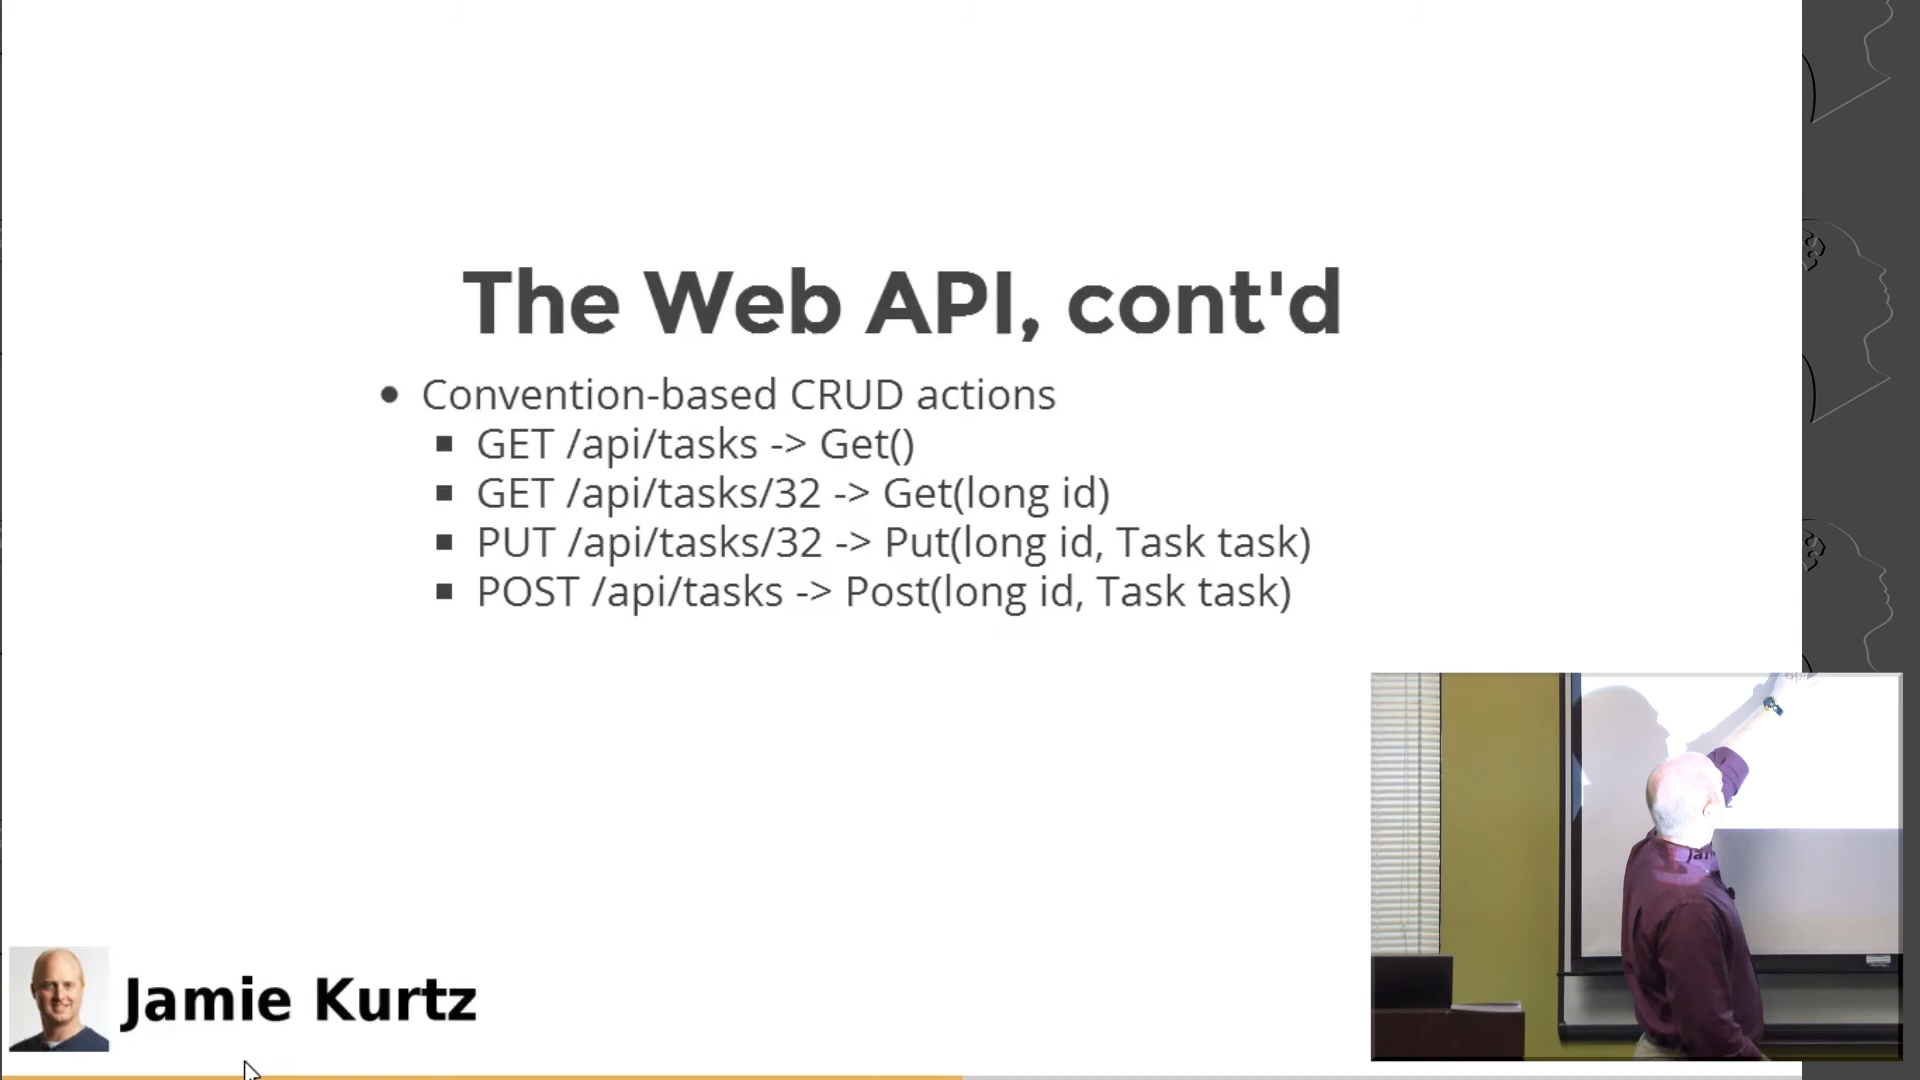 The Web API, cont'd
• Convention-based CRUD actions
▪ GET /api/tasks -> Get()
▪ GET /api/tasks/32 -> Get(long id)
▪ PUT /api/tasks/32 -> Put(long id, Task task)
▪ POST /api/tasks -> Post(long id, Task task)
Jamie Kurtz